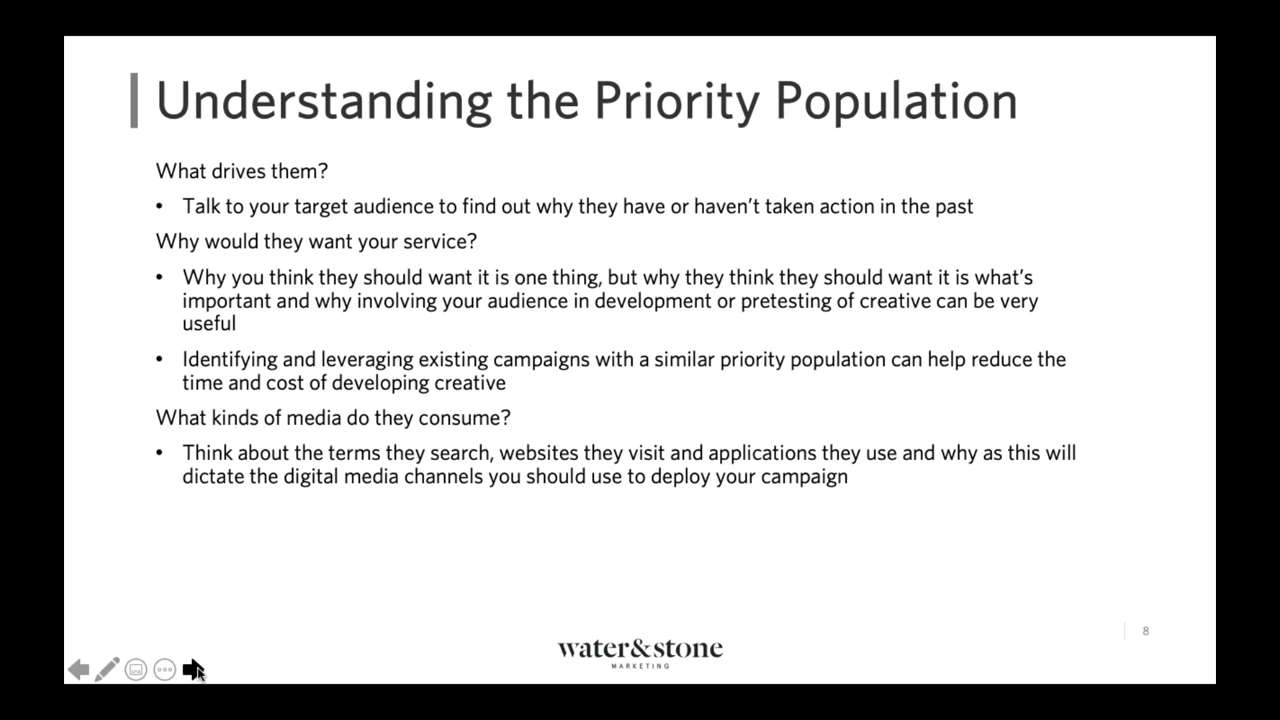 Understanding the Priority Population
What drives them?
• Talk to your target audience to find out why they have or haven't taken action in the past
Why would they want your service?
• Why you think they should want it is one thing, but why they think they should want it is what's
important and why involving your audience in development or pretesting of creative can be very
useful
• Identifying and leveraging existing campaigns with a similar priority population can help reduce the
time and cost of developing creative
What kinds of media do they consume?
• Think about the terms they search, websites they visit and applications they use and why as this will
dictate the digital media channels you should use to deploy your campaign
8
water&stone
MARKETING